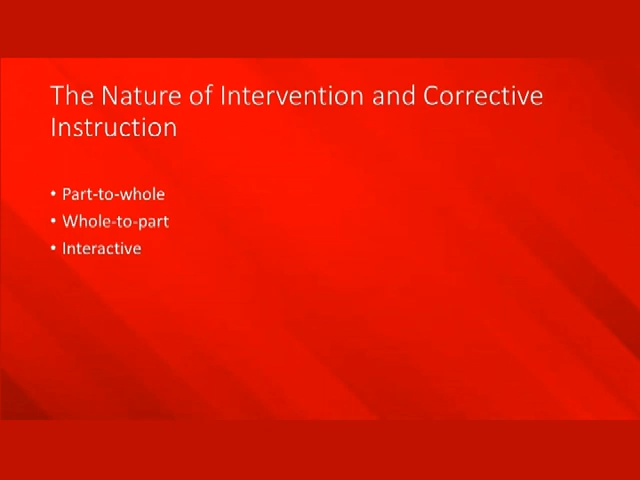 The Nature of Intervention and Corrective
Instruction
• Part-to-whole
• Whole-to-part
• Interactive